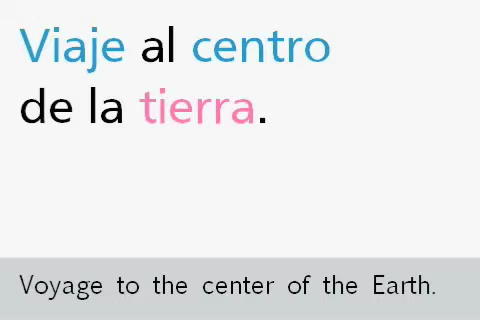 Viaje al centro
de la tierra.
Voyage to the center of the Earth.